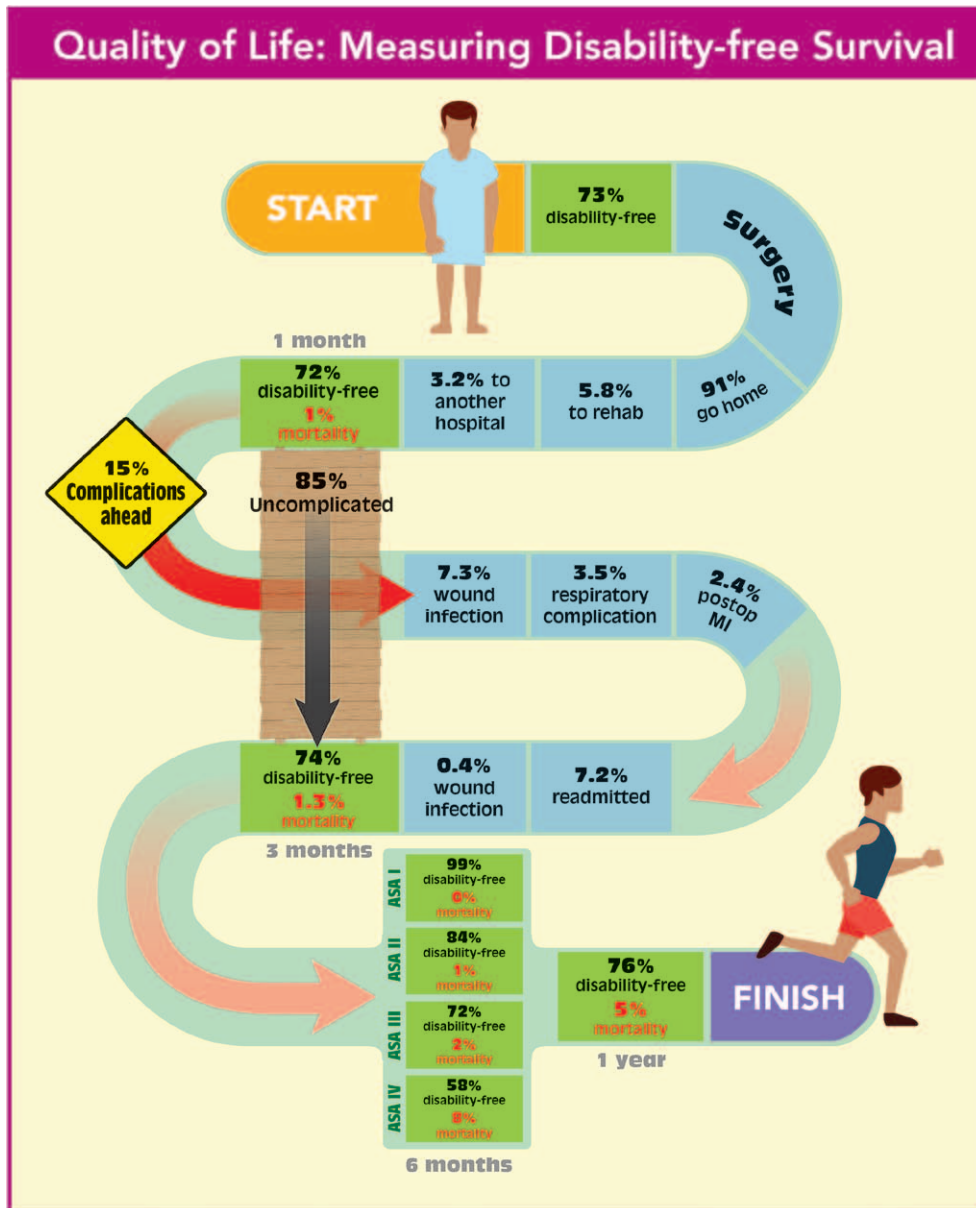 Quality of Life: Measuring Disability-free Survival
START
73%
disability-free
Surgery
91%
go home
5.8%
to rehab
3.2% to
another
hospital
1 month
72%
disability-free
1%
mortality
15%
Complications
ahead
85%
Uncomplicated
7.3%
wound
infection
3.5%
respiratory
complication
2.4%
postop
MI
7.2%
readmitted
0.4%
wound
infection
74%
disability-free
1.3%
mortality
3 months
ASA I
99%
disability-free
0%
mortality
ASA II
84%
disability-free
1%
mortality
ASA III
72%
disability-free
2%
mortality
ASA IV
58%
disability-free
mortality
6 months
76%
disability-free
5%
mortality
1 year
FINISH